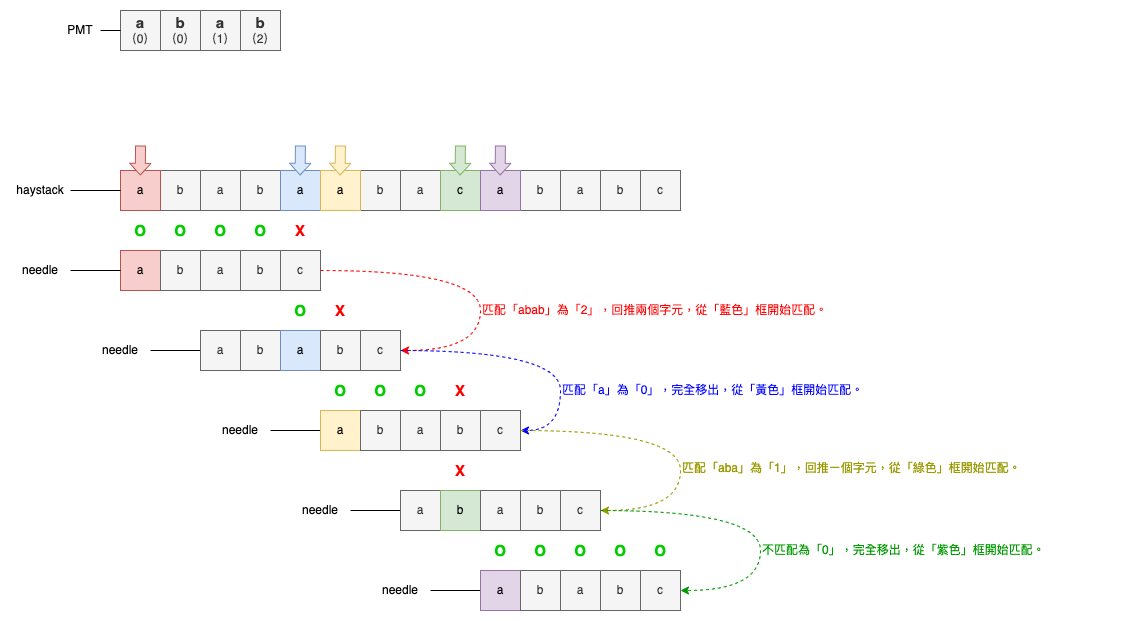 PMT a b a b
(0) (0) (1) (2)
haystack a b a b a a b a c a b a b c
O O O O X
needle a b a b c
O X 匹配「abab」為「2」，回推兩個字元，從「藍色」框開始匹配。
needle a b a b c
O O O X 匹配「a」為「0」，完全移出，從「黃色」框開始匹配。
needle a b a b c
X 匹配「aba」為「1」，回推一個字元，從「綠色」框開始匹配。
needle a b a b c
O O O O O 不匹配為「0」，完全移出，從「紫色」框開始匹配。
needle a b a b c